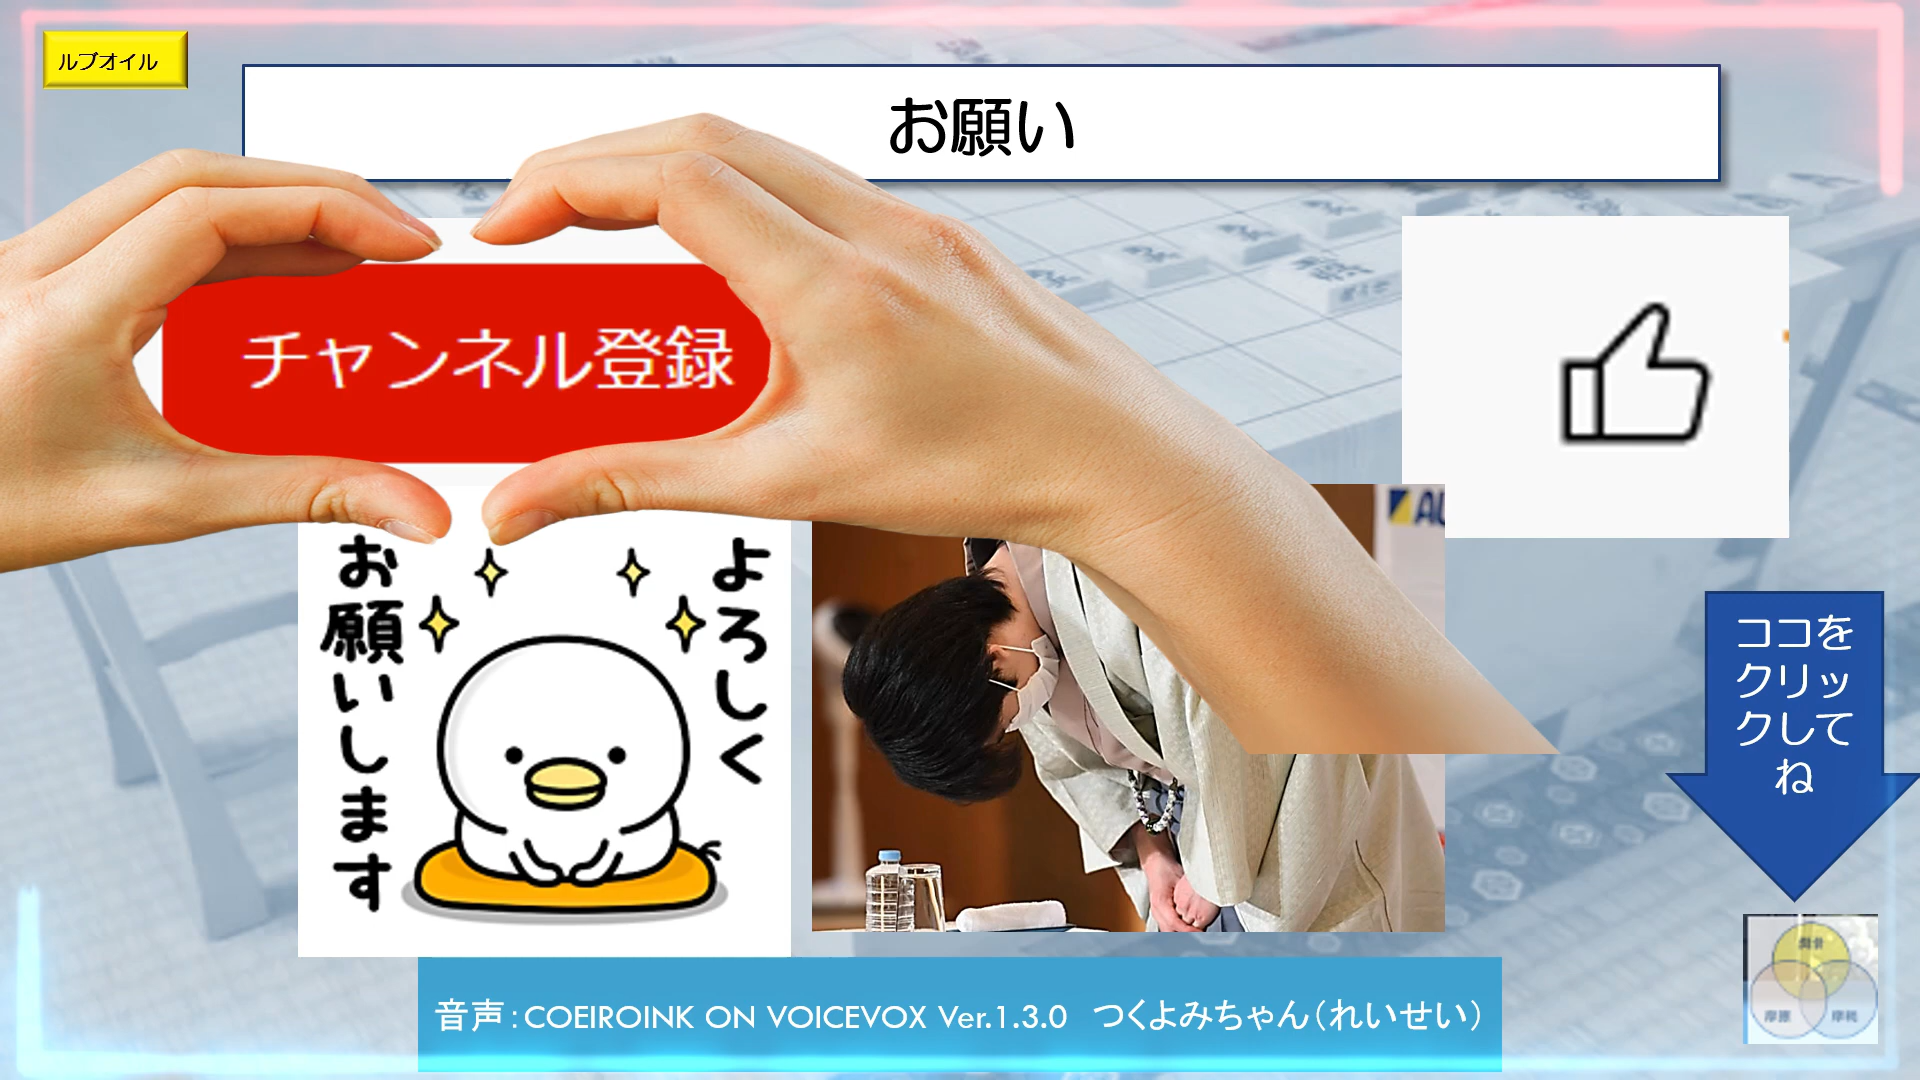 ルブオイル
お願い
チャンネル登録
よろしく
お願いします
ココを
クリッ
クして
ね
音声：COEIROINK ON VOICEVOX Ver.1.3.0　つくよみちゃん（れいせい）